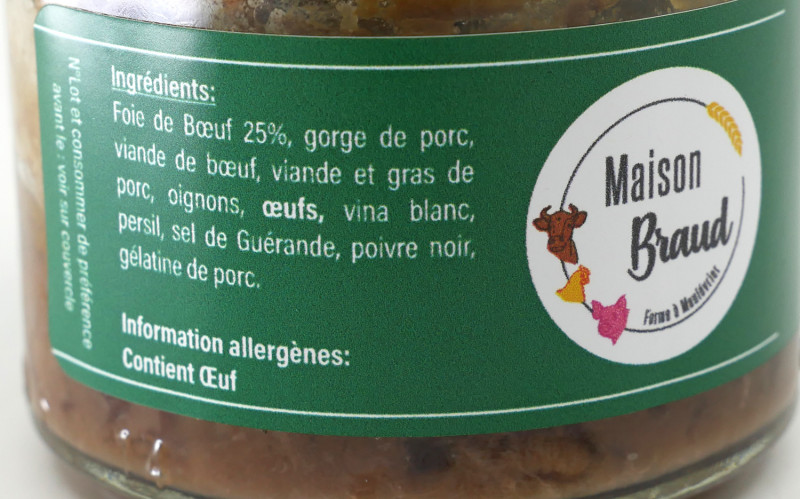 Ingrédients:
Foie de Bœuf 25%, gorge de porc,
viande de bœuf, viande et gras de
porc, oignons, œufs, vina blanc,
persil, sel de Guérande, poivre noir,
gélatine de porc.
Information allergènes:
Contient Œuf
N°Lot et consommer de préférence
avant le : voir sur couvercle
Maison
Braud
Ferme à Montdevrier